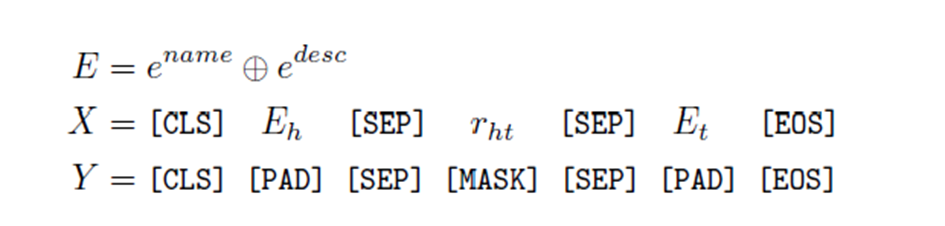 E = e^{name} ⊕ e^{desc}
X = [CLS] E_h [SEP] r_{ht} [SEP] E_t [EOS]
Y = [CLS] [PAD] [SEP] [MASK] [SEP] [PAD] [EOS]